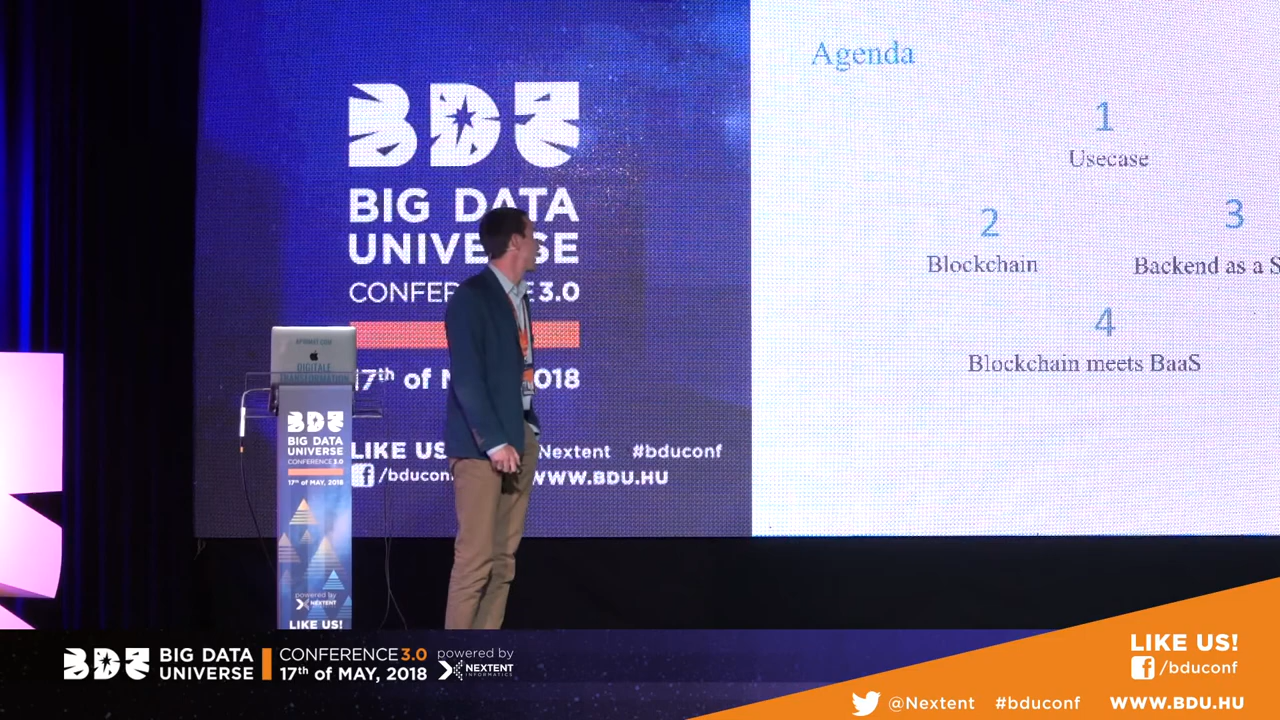 BDU
BIG DATA
UNIVERSE
3.0
17th of
2018
LIKE US!
Nextent #bduconf
WWW.BDU.HU
Agenda
1
Usecase
2
Blockchain
3
Backend as a
4
Blockchain meets BaaS
DIGITALE
TRANSFORMATION
BDU
BIG DATA
UNIVERSE
CONFERENCE 3.0
17th of MAY, 2018
powered by
NEXTENT
LIKE US!
BDU BIG DATA
UNIVERSE
CONFERENCE 3.0
17th of MAY, 2018
powered by
NEXTENT
INFORMATICS
LIKE US!
/bduconf
@Nextent #bduconf WWW.BDU.HU